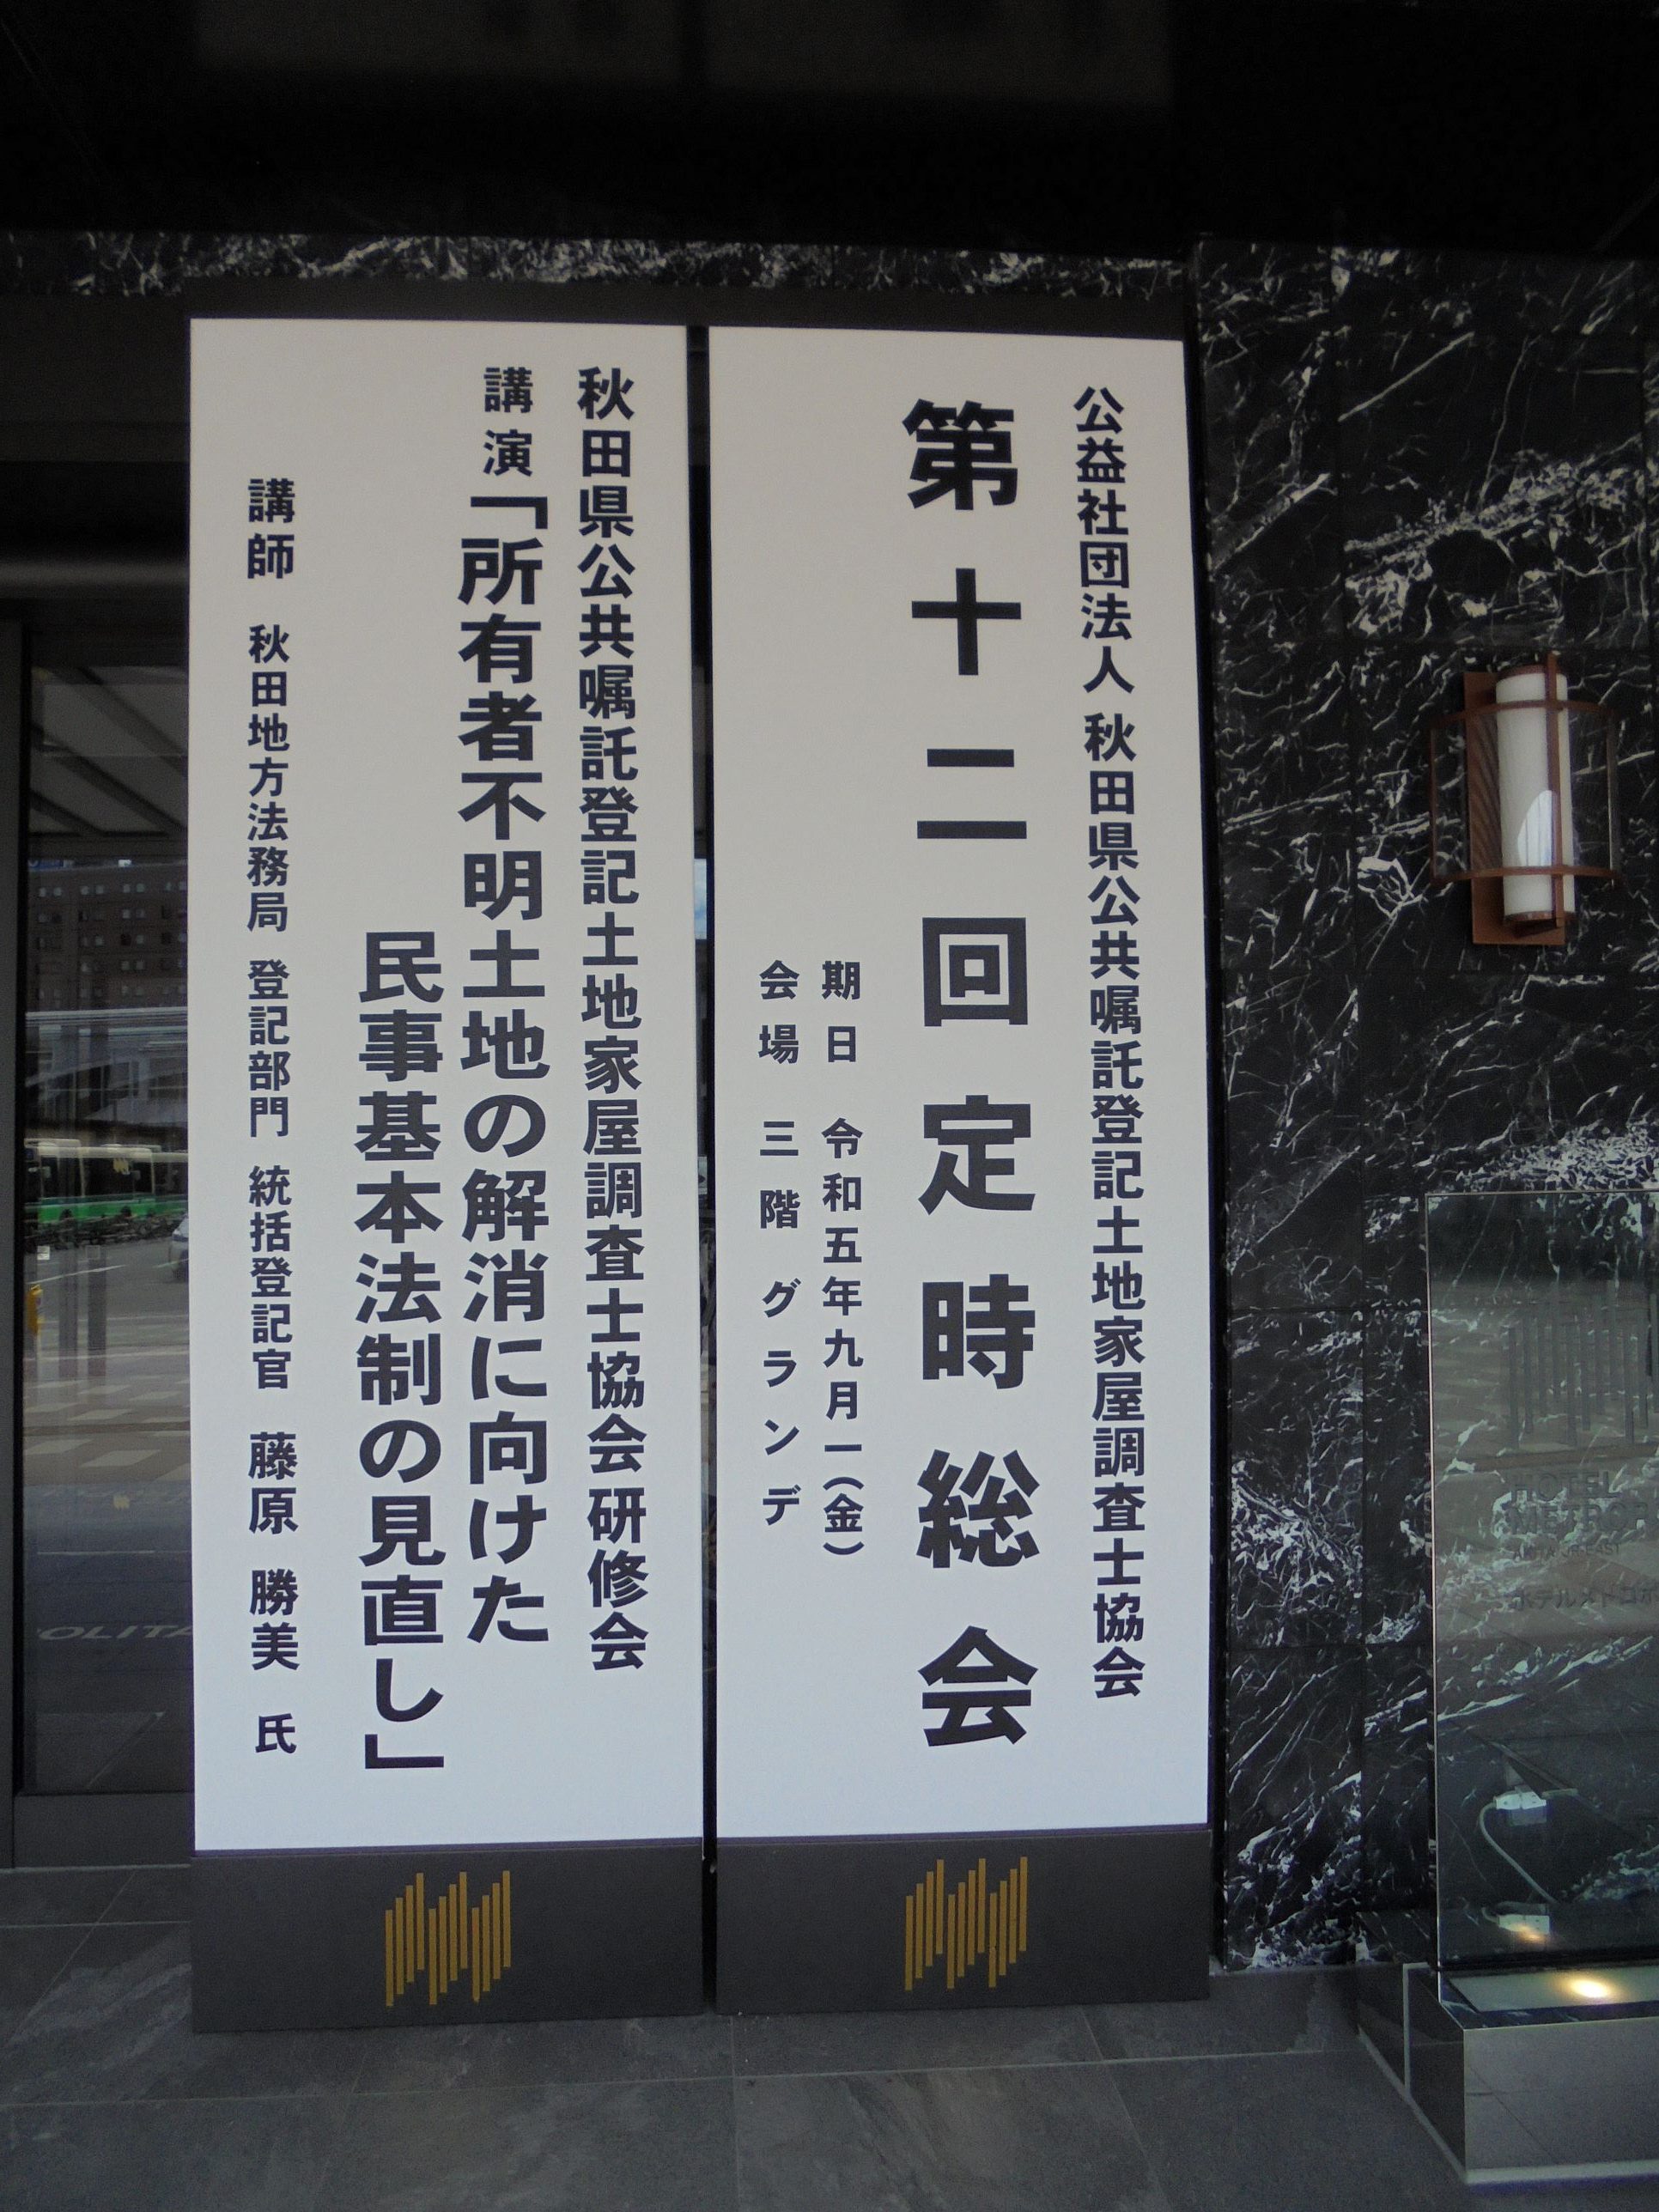 公益社団法人 秋田県公共嘱託登記土地家屋調査士協会
第十二回定時総会
期日 令和五年九月一(金)
会場 三階 グランデ
秋田県公共嘱託登記土地家屋調査士協会研修会
講演「所有者不明土地の解消に向けた
民事基本法制の見直し」
講師 秋田地方法務局 登記部門 統括登記官 藤原 勝美 氏
HOTEL